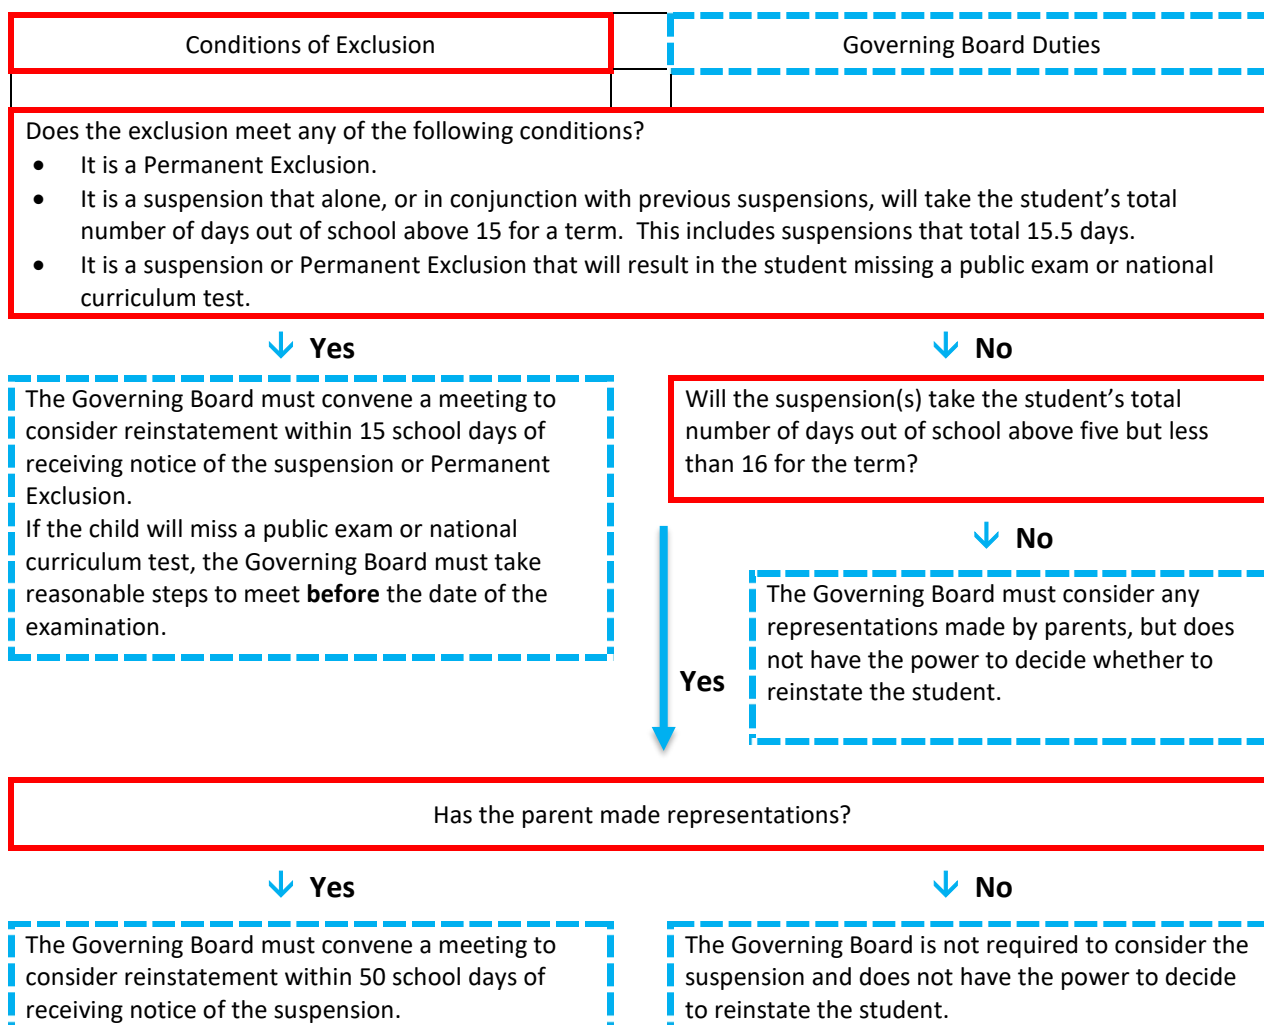 Conditions of Exclusion
Governing Board Duties
Does the exclusion meet any of the following conditions?
• It is a Permanent Exclusion.
• It is a suspension that alone, or in conjunction with previous suspensions, will take the student’s total
number of days out of school above 15 for a term.  This includes suspensions that total 15.5 days.
• It is a suspension or Permanent Exclusion that will result in the student missing a public exam or national
curriculum test.
↓ Yes
↓ No
The Governing Board must convene a meeting to
consider reinstatement within 15 school days of
receiving notice of the suspension or Permanent
Exclusion.
If the child will miss a public exam or national
curriculum test, the Governing Board must take
reasonable steps to meet before the date of the
examination.
Will the suspension(s) take the student’s total
number of days out of school above five but less
than 16 for the term?
↓ No
The Governing Board must consider any
representations made by parents, but does
not have the power to decide whether to
reinstate the student.
Yes
Has the parent made representations?
↓ Yes
↓ No
The Governing Board must convene a meeting to
consider reinstatement within 50 school days of
receiving notice of the suspension.
The Governing Board is not required to consider the
suspension and does not have the power to decide
to reinstate the student.